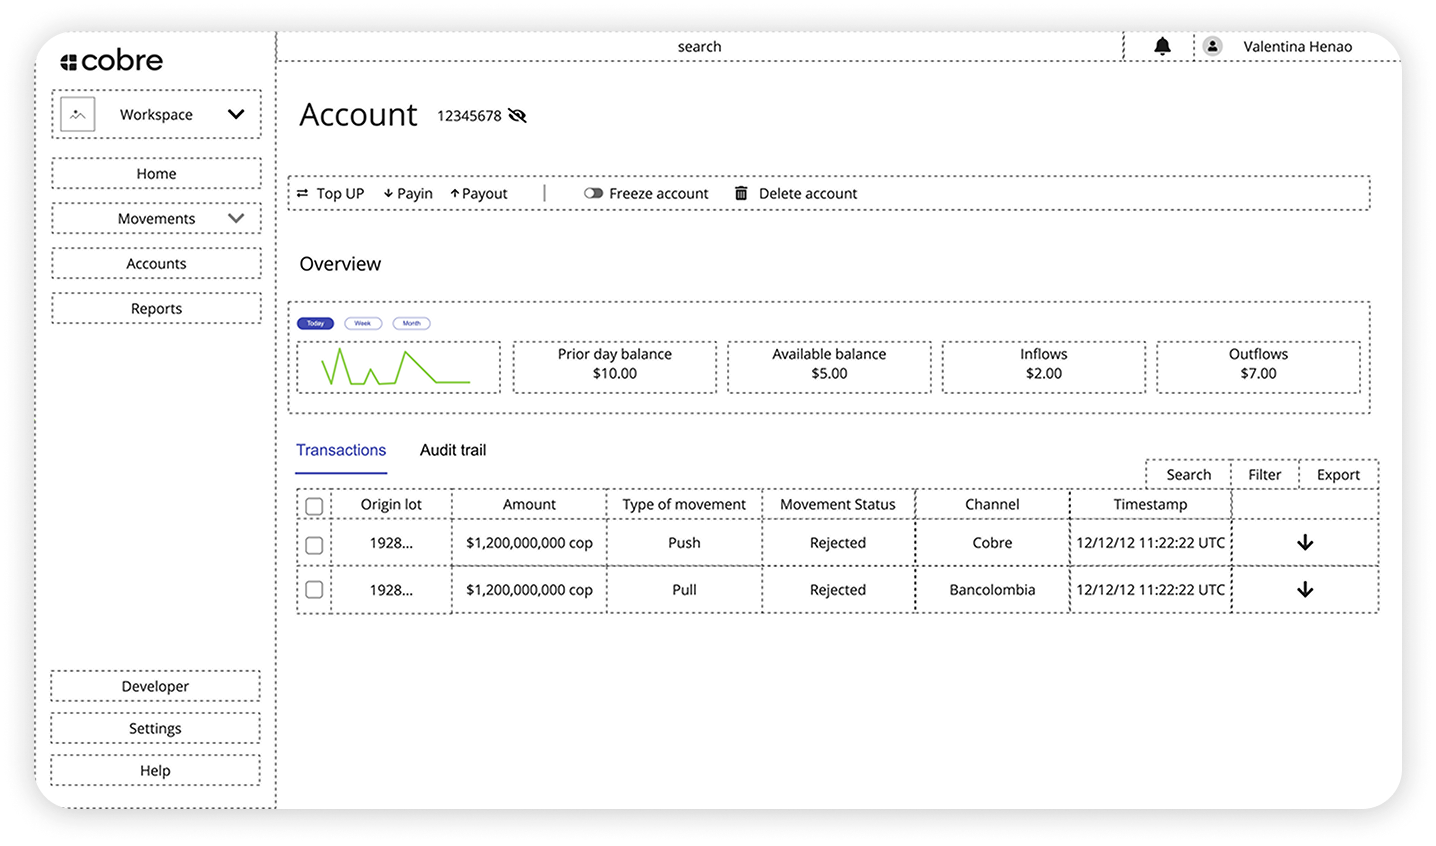 cobre
search
Valentina Henao
Workspace
Home
Movements
Accounts
Reports
Developer
Settings
Help
Account 12345678
Top UP Payin Payout | Freeze account Delete account
Overview
Today Week Month
Prior day balance
$10.00
Available balance
$5.00
Inflows
$2.00
Outflows
$7.00
Transactions Audit trail
Search Filter Export
Origin lot Amount Type of movement Movement Status Channel Timestamp
1928... $1,200,000,000 cop Push Rejected Cobre 12/12/12 11:22:22 UTC
1928... $1,200,000,000 cop Pull Rejected Bancolombia 12/12/12 11:22:22 UTC